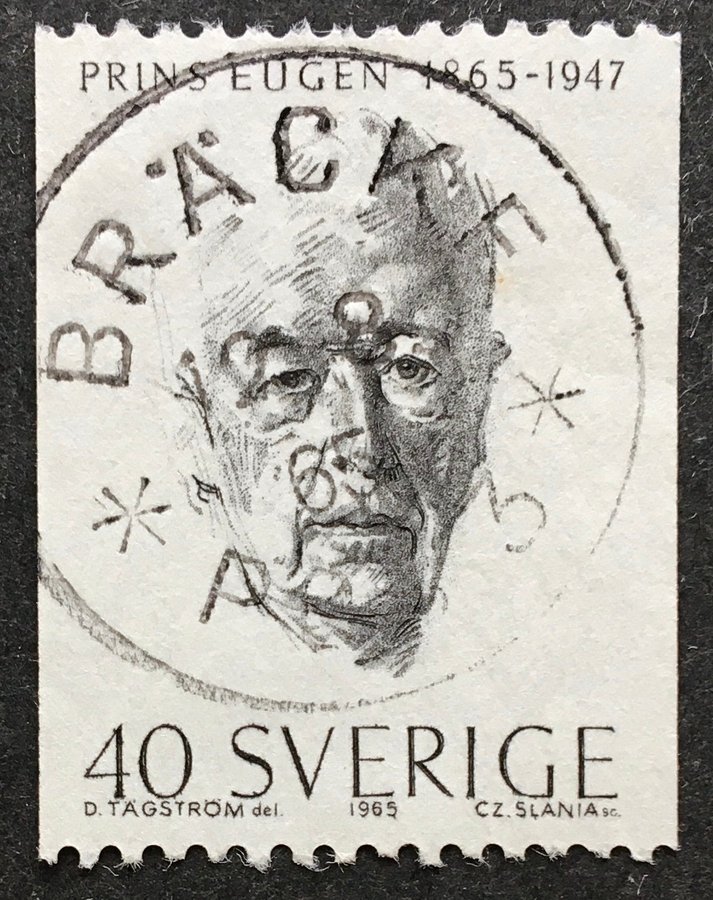 PRINS EUGEN 1865-1947
BRÄCKE
40 SVERIGE
D. TÄGSTRÖM del. 1965 CZ. SLANIA sc.